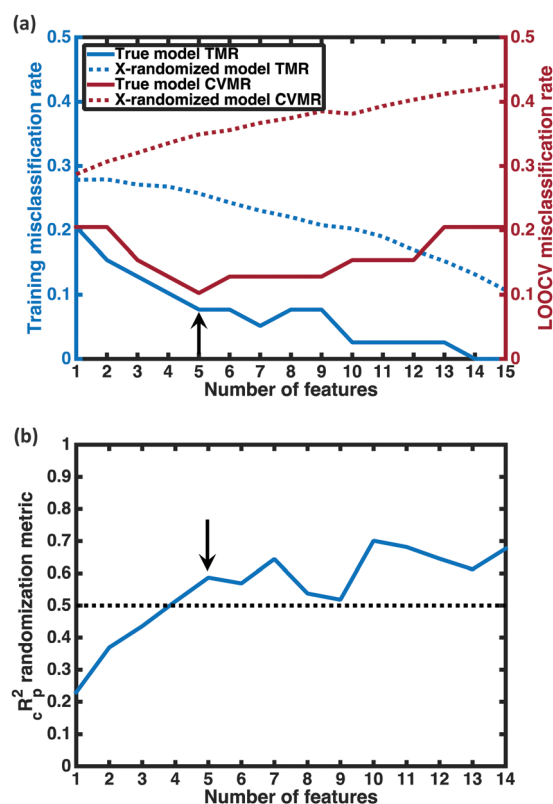 (a)
True model TMR
X-randomized model TMR
True model CVMR
X-randomized model CVMR
Training misclassification rate
LOOCV misclassification rate
0.5
0.4
0.3
0.2
0.1
0
0.5
0.4
0.3
0.2
0.1
0
1 2 3 4 5 6 7 8 9 10 11 12 13 14 15
Number of features
(b)
cR²p randomization metric
1
0.9
0.8
0.7
0.6
0.5
0.4
0.3
0.2
0.1
0
1 2 3 4 5 6 7 8 9 10 11 12 13 14
Number of features